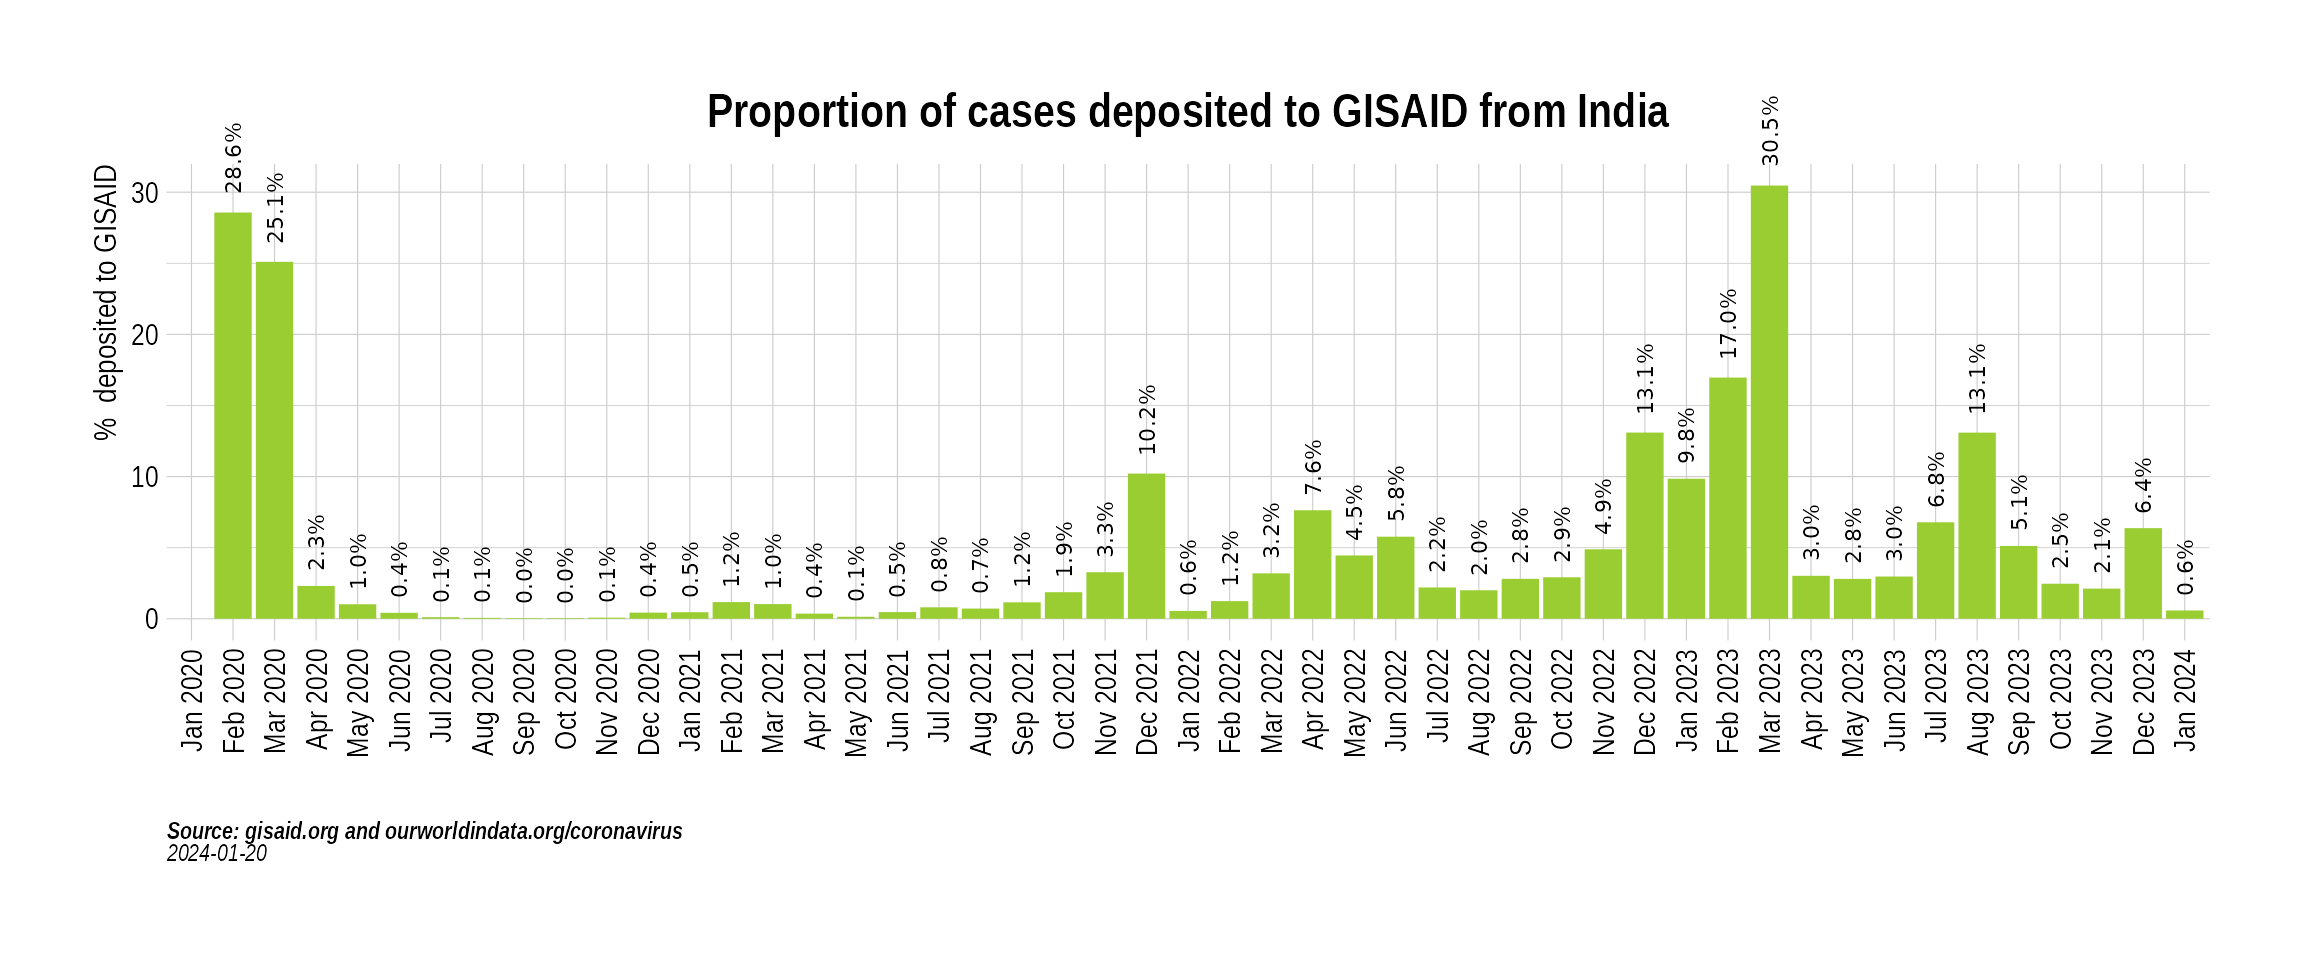 Proportion of cases deposited to GISAID from India
% deposited to GISAID
30
20
10
0
28.6%
25.1%
2.3%
1.0%
0.4%
0.1%
0.1%
0.0%
0.0%
0.1%
0.4%
0.5%
1.2%
1.0%
0.4%
0.1%
0.5%
0.8%
0.7%
1.2%
1.9%
3.3%
10.2%
0.6%
1.2%
3.2%
7.6%
4.5%
5.8%
2.2%
2.0%
2.8%
2.9%
4.9%
13.1%
9.8%
17.0%
30.5%
3.0%
2.8%
3.0%
6.8%
13.1%
5.1%
2.5%
2.1%
6.4%
0.6%
Jan 2020
Feb 2020
Mar 2020
Apr 2020
May 2020
Jun 2020
Jul 2020
Aug 2020
Sep 2020
Oct 2020
Nov 2020
Dec 2020
Jan 2021
Feb 2021
Mar 2021
Apr 2021
May 2021
Jun 2021
Jul 2021
Aug 2021
Sep 2021
Oct 2021
Nov 2021
Dec 2021
Jan 2022
Feb 2022
Mar 2022
Apr 2022
May 2022
Jun 2022
Jul 2022
Aug 2022
Sep 2022
Oct 2022
Nov 2022
Dec 2022
Jan 2023
Feb 2023
Mar 2023
Apr 2023
May 2023
Jun 2023
Jul 2023
Aug 2023
Sep 2023
Oct 2023
Nov 2023
Dec 2023
Jan 2024
Source: gisaid.org and ourworldindata.org/coronavirus
2024-01-20